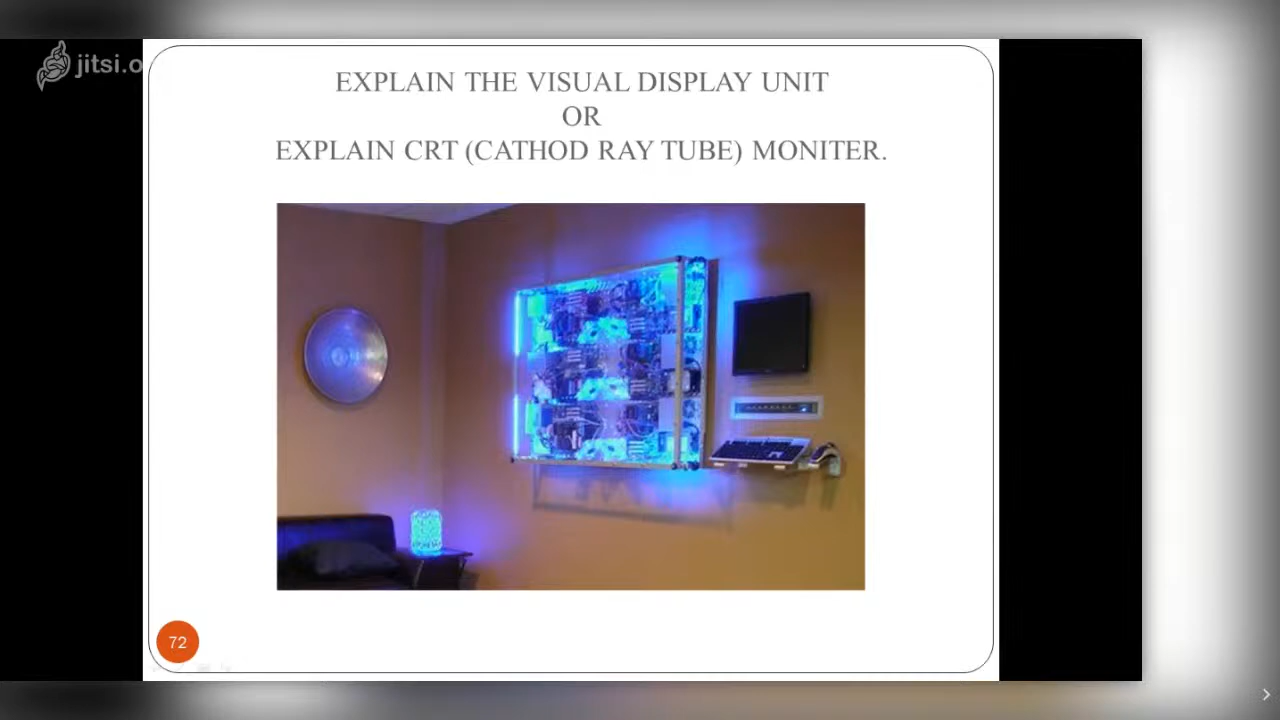 jitsi.o
EXPLAIN THE VISUAL DISPLAY UNIT
OR
EXPLAIN CRT (CATHOD RAY TUBE) MONITER.
72